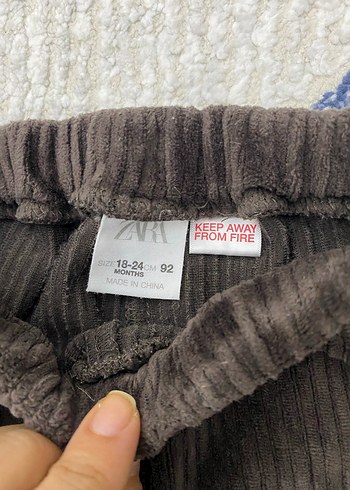 ZARA
SIZE 18-24 CM 92
MONTHS
MADE IN CHINA
KEEP AWAY
FROM FIRE